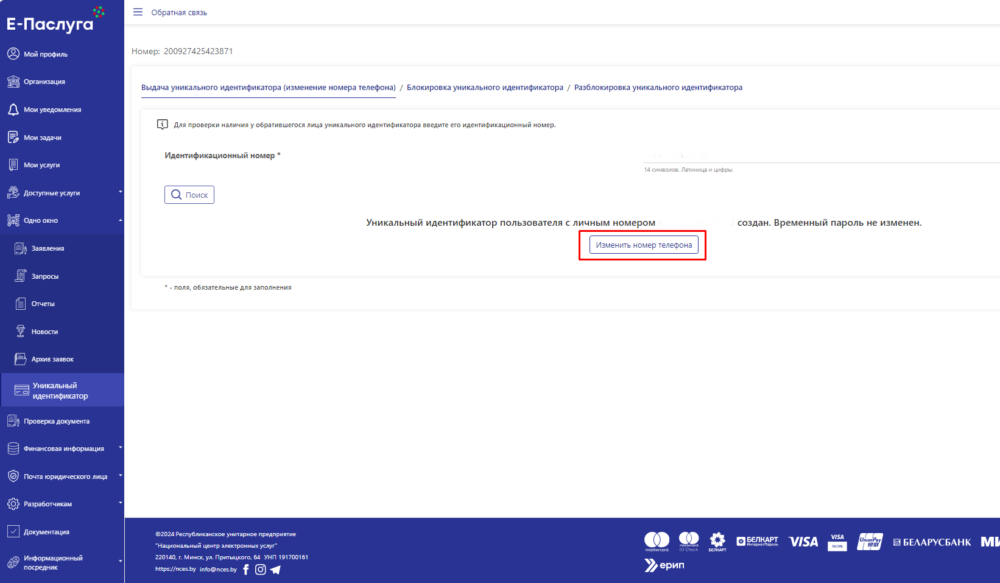 Е-Паслуга
Обратная связь
Мой профиль
Организация
Мои уведомления
Мои задачи
Мои услуги
Доступные услуги
Одно окно
Заявления
Запросы
Отчеты
Новости
Архив заявок
Уникальный
идентификатор
Проверка документа
Финансовая информация
Почта юридического лица
Разработчикам
Документация
Информационный
посредник
Номер: 200927425423871
Выдача уникального идентификатора (изменение номера телефона) / Блокировка уникального идентификатора / Разблокировка уникального идентификатора
Для проверки наличия у обратившегося лица уникального идентификатора введите его идентификационный номер.
Идентификационный номер *
14 символов. Латиница и цифры.
Поиск
Уникальный идентификатор пользователя с личным номером создан. Временный пароль не изменен.
Изменить номер телефона
* - поля, обязательные для заполнения
©2024 Республиканское унитарное предприятие
"Национальный центр электронных услуг"
220140, г. Минск, ул. Притыцкого, 64 УНП 191700161
https://nces.by info@nces.by
mastercard
mastercard ID Check
БЕЛКАРТ
БЕЛКАРТ ИнтернетПароль
VISA
VISA SECURE
UnionPay 银联
БЕЛАРУСБАНК
ерип